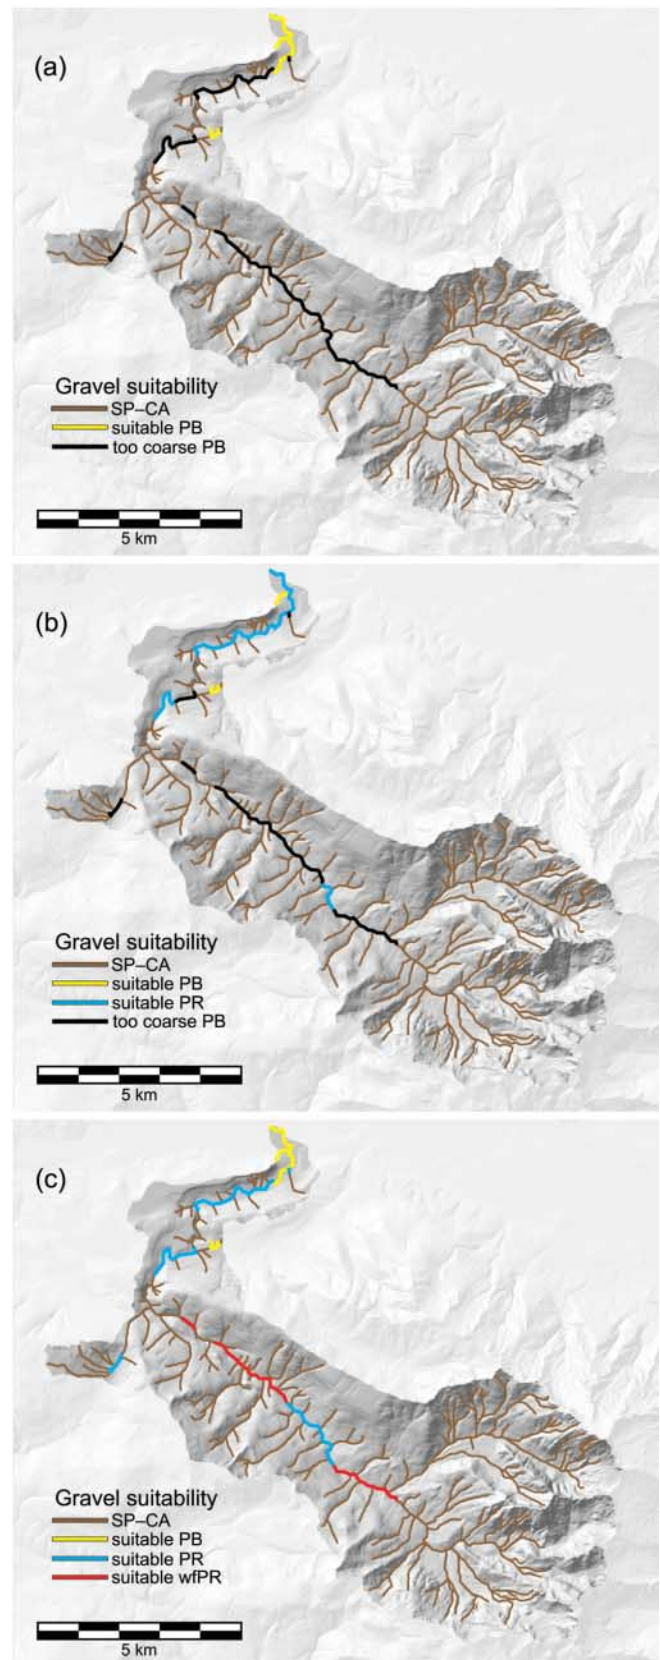 (a)
Gravel suitability
SP–CA
suitable PB
too coarse PB
5 km
(b)
Gravel suitability
SP–CA
suitable PB
suitable PR
too coarse PB
5 km
(c)
Gravel suitability
SP–CA
suitable PB
suitable PR
suitable wfPR
5 km